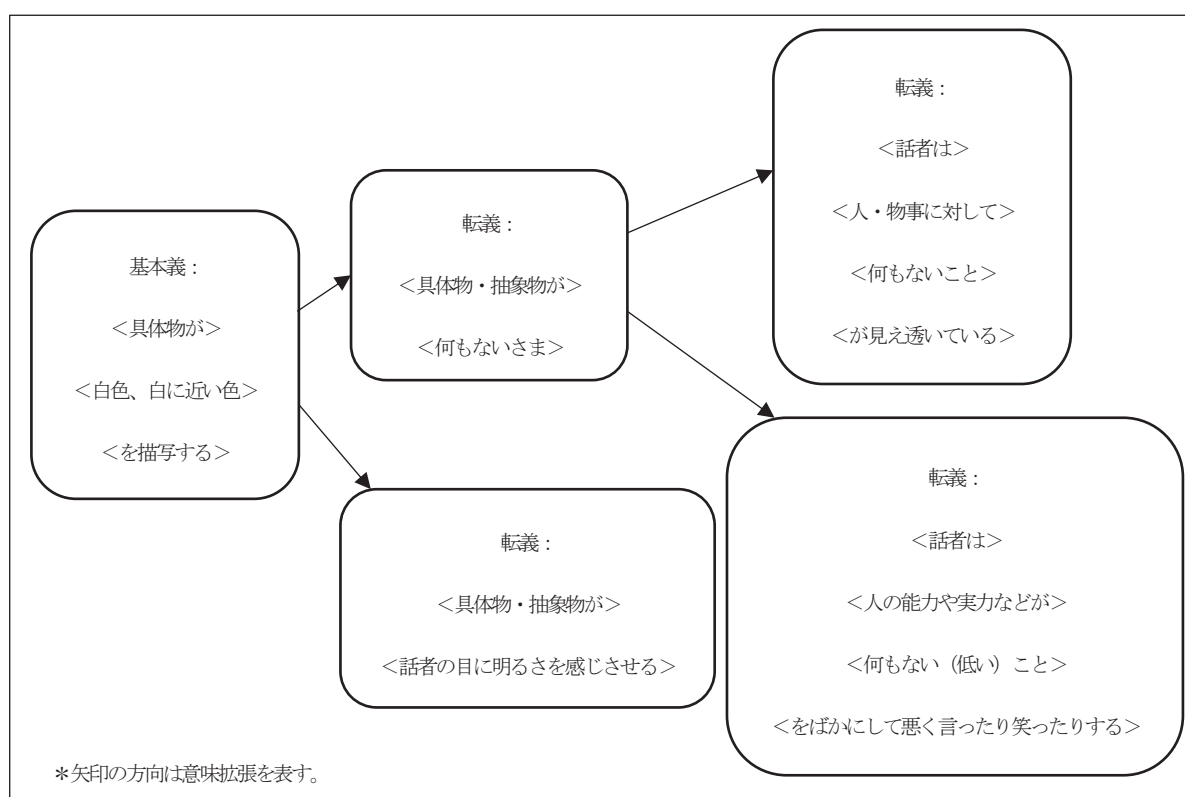 基本義：
＜具体物が＞
＜白色、白に近い色＞
＜を描写する＞
転義：
＜具体物・抽象物が＞
＜何もないさま＞
転義：
＜具体物・抽象物が＞
＜話者の目に明るさを感じさせる＞
転義：
＜話者は＞
＜人・物事に対して＞
＜何もないこと＞
＜が見え透いている＞
転義：
＜話者は＞
＜人の能力や実力などが＞
＜何もない（低い）こと＞
＜をばかにして悪く言ったり笑ったりする＞
＊矢印の方向は意味拡張を表す。